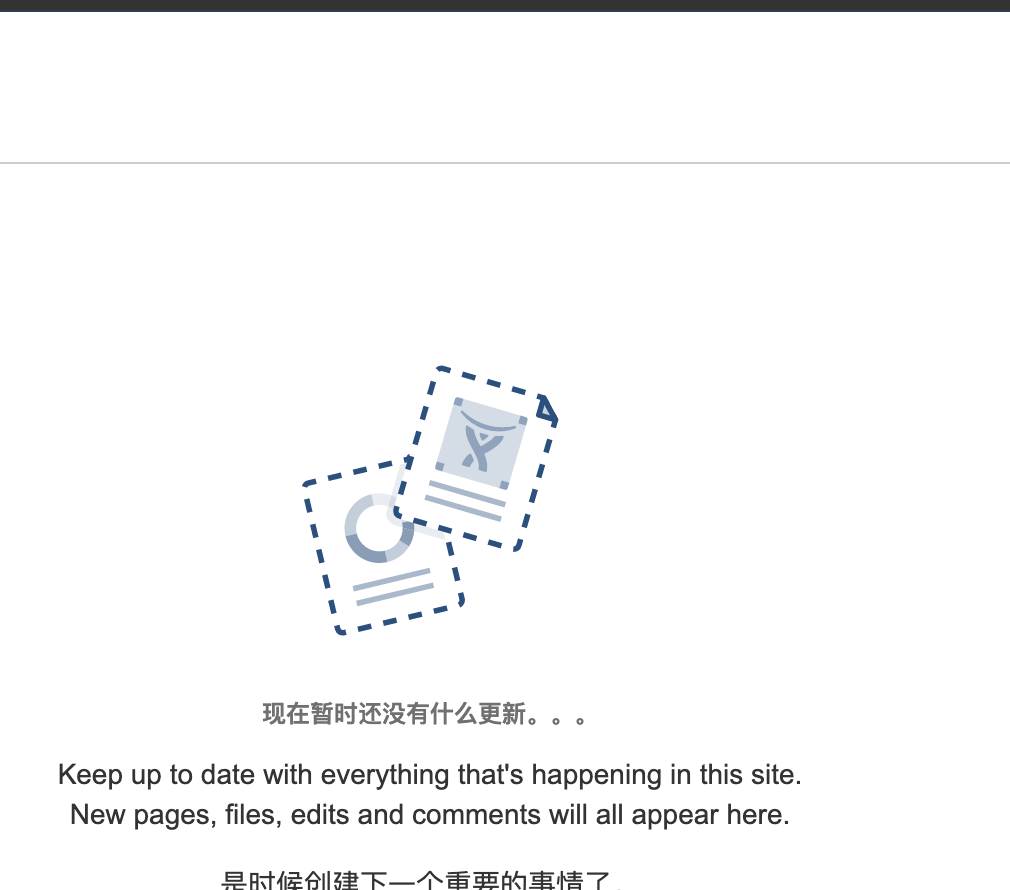 现在暂时还没有什么更新。。。
Keep up to date with everything that's happening in this site.
New pages, files, edits and comments will all appear here.
是时候创建下一个重要的事情了。